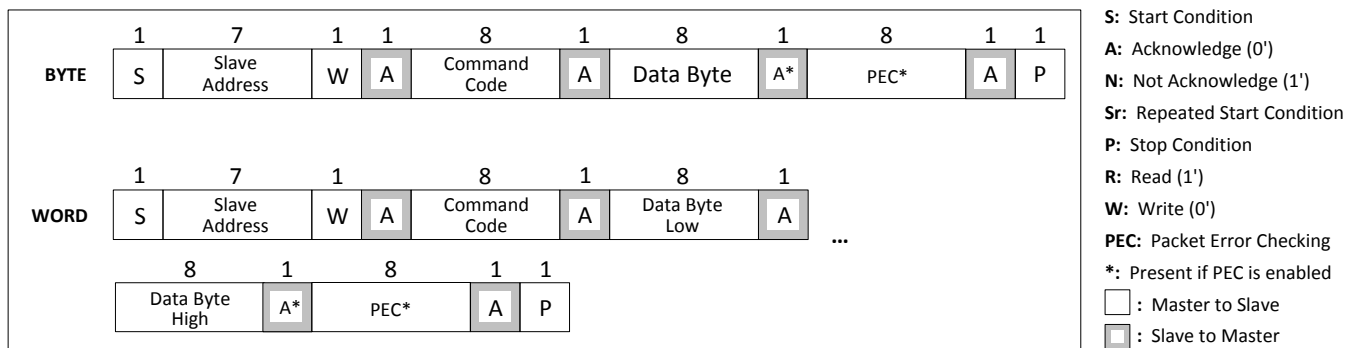 1 7 1 1 8 1 8 1 8 1 1
BYTE S Slave Address W A Command Code A Data Byte A* PEC* A P
1 7 1 8 1 8 1
WORD S Slave Address W A Command Code A Data Byte Low A ...
8 1 8 1 1
Data Byte High A* PEC* A P
S: Start Condition
A: Acknowledge (0')
N: Not Acknowledge (1')
Sr: Repeated Start Condition
P: Stop Condition
R: Read (1')
W: Write (0')
PEC: Packet Error Checking
*: Present if PEC is enabled
: Master to Slave
: Slave to Master